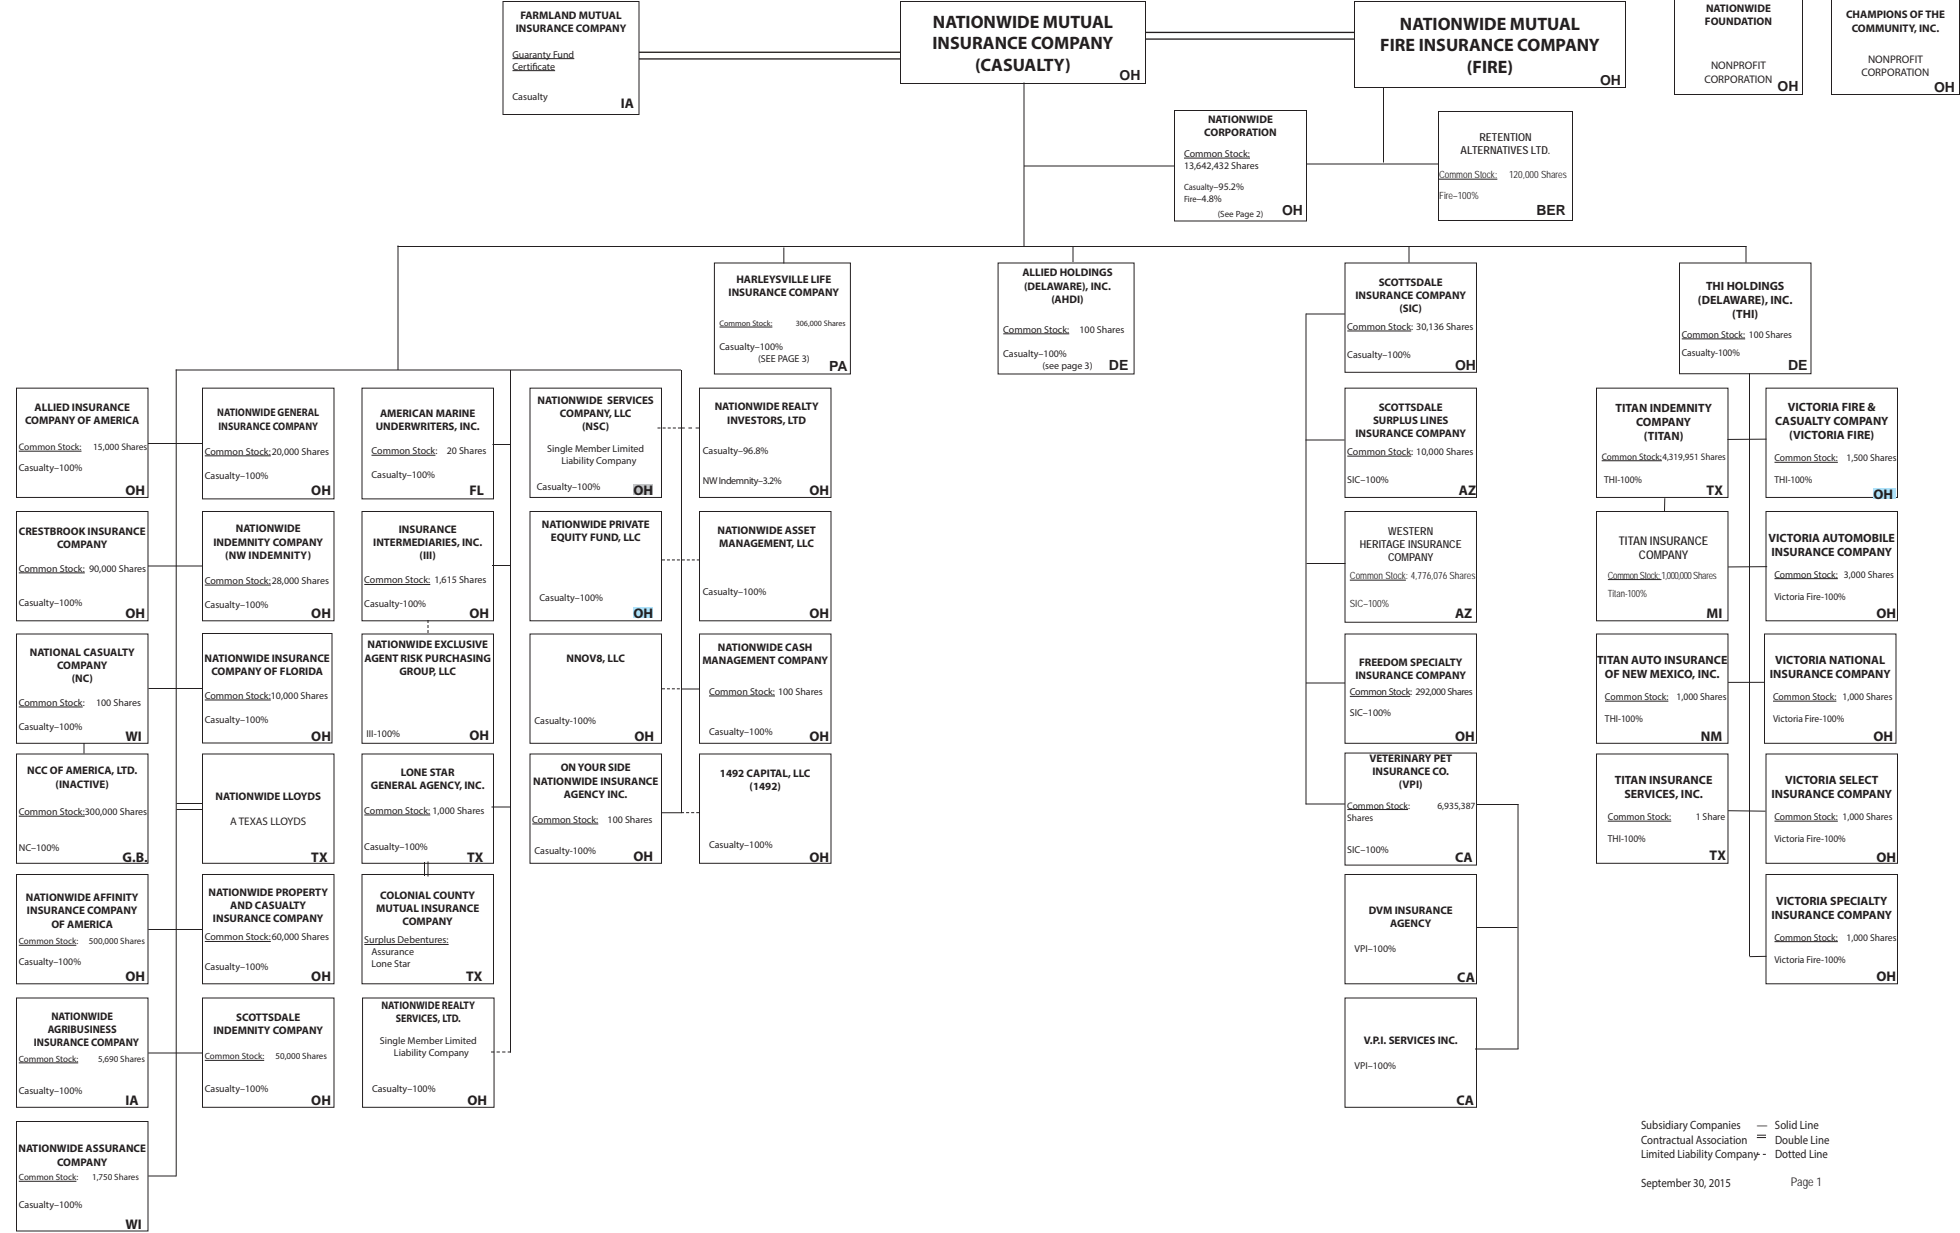 FARMLAND MUTUAL
INSURANCE COMPANY
Guaranty Fund
Certificate
Casualty
IA
NATIONWIDE MUTUAL
INSURANCE COMPANY
(CASUALTY)
OH
NATIONWIDE MUTUAL
FIRE INSURANCE COMPANY
(FIRE)
OH
NATIONWIDE
FOUNDATION
NONPROFIT
CORPORATION
OH
CHAMPIONS OF THE
COMMUNITY, INC.
NONPROFIT
CORPORATION
OH
NATIONWIDE
CORPORATION
Common Stock:
13,642,432 Shares
Casualty–95.2%
Fire–4.8%
(See Page 2)
OH
RETENTION
ALTERNATIVES LTD.
Common Stock: 120,000 Shares
Fire–100%
BER
HARLEYSVILLE LIFE
INSURANCE COMPANY
Common Stock: 306,000 Shares
Casualty–100%
(SEE PAGE 3)
PA
ALLIED HOLDINGS
(DELAWARE), INC.
(AHDI)
Common Stock: 100 Shares
Casualty–100%
(see page 3)
DE
SCOTTSDALE
INSURANCE COMPANY
(SIC)
Common Stock: 30,136 Shares
Casualty–100%
OH
THI HOLDINGS
(DELAWARE), INC.
(THI)
Common Stock: 100 Shares
Casualty-100%
DE
ALLIED INSURANCE
COMPANY OF AMERICA
Common Stock: 15,000 Shares
Casualty–100%
OH
NATIONWIDE GENERAL
INSURANCE COMPANY
Common Stock: 20,000 Shares
Casualty–100%
OH
AMERICAN MARINE
UNDERWRITERS, INC.
Common Stock: 20 Shares
Casualty–100%
FL
NATIONWIDE SERVICES
COMPANY, LLC
(NSC)
Single Member Limited
Liability Company
Casualty–100%
OH
NATIONWIDE REALTY
INVESTORS, LTD
Casualty–96.8%
NW Indemnity–3.2%
OH
SCOTTSDALE
SURPLUS LINES
INSURANCE COMPANY
Common Stock: 10,000 Shares
SIC–100%
AZ
TITAN INDEMNITY
COMPANY
(TITAN)
Common Stock:4,319,951 Shares
THI-100%
TX
VICTORIA FIRE &
CASUALTY COMPANY
(VICTORIA FIRE)
Common Stock: 1,500 Shares
THI-100%
OH
CRESTBROOK INSURANCE
COMPANY
Common Stock: 90,000 Shares
Casualty–100%
OH
NATIONWIDE
INDEMNITY COMPANY
(NW INDEMNITY)
Common Stock:28,000 Shares
Casualty–100%
OH
INSURANCE
INTERMEDIARIES, INC.
(III)
Common Stock: 1,615 Shares
Casualty-100%
OH
NATIONWIDE PRIVATE
EQUITY FUND, LLC
Casualty–100%
OH
NATIONWIDE ASSET
MANAGEMENT, LLC
Casualty–100%
OH
WESTERN
HERITAGE INSURANCE
COMPANY
Common Stock: 4,776,076 Shares
SIC–100%
AZ
TITAN INSURANCE
COMPANY
Common Stock: 1,000,000 Shares
Titan-100%
MI
VICTORIA AUTOMOBILE
INSURANCE COMPANY
Common Stock: 3,000 Shares
Victoria Fire-100%
OH
NATIONAL CASUALTY
COMPANY
(NC)
Common Stock: 100 Shares
Casualty–100%
WI
NATIONWIDE INSURANCE
COMPANY OF FLORIDA
Common Stock:10,000 Shares
Casualty–100%
OH
NATIONWIDE EXCLUSIVE
AGENT RISK PURCHASING
GROUP, LLC
III-100%
OH
NNOV8, LLC
Casualty-100%
OH
NATIONWIDE CASH
MANAGEMENT COMPANY
Common Stock: 100 Shares
Casualty–100%
OH
FREEDOM SPECIALTY
INSURANCE COMPANY
Common Stock: 292,000 Shares
SIC–100%
OH
TITAN AUTO INSURANCE
OF NEW MEXICO, INC.
Common Stock: 1,000 Shares
THI-100%
NM
VICTORIA NATIONAL
INSURANCE COMPANY
Common Stock: 1,000 Shares
Victoria Fire-100%
OH
NCC OF AMERICA, LTD.
(INACTIVE)
Common Stock:300,000 Shares
NC–100%
G.B.
NATIONWIDE LLOYDS
A TEXAS LLOYDS
TX
LONE STAR
GENERAL AGENCY, INC.
Common Stock: 1,000 Shares
Casualty–100%
TX
ON YOUR SIDE
NATIONWIDE INSURANCE
AGENCY INC.
Common Stock: 100 Shares
Casualty-100%
OH
1492 CAPITAL, LLC
(1492)
Casualty–100%
OH
VETERINARY PET
INSURANCE CO.
(VPI)
Common Stock: 6,935,387
Shares
SIC–100%
CA
TITAN INSURANCE
SERVICES, INC.
Common Stock: 1 Share
THI-100%
TX
VICTORIA SELECT
INSURANCE COMPANY
Common Stock: 1,000 Shares
Victoria Fire-100%
OH
NATIONWIDE AFFINITY
INSURANCE COMPANY
OF AMERICA
Common Stock: 500,000 Shares
Casualty–100%
OH
NATIONWIDE PROPERTY
AND CASUALTY
INSURANCE COMPANY
Common Stock:60,000 Shares
Casualty–100%
OH
COLONIAL COUNTY
MUTUAL INSURANCE
COMPANY
Surplus Debentures:
Assurance
Lone Star
TX
DVM INSURANCE
AGENCY
VPI–100%
CA
VICTORIA SPECIALTY
INSURANCE COMPANY
Common Stock: 1,000 Shares
Victoria Fire-100%
OH
NATIONWIDE
AGRIBUSINESS
INSURANCE COMPANY
Common Stock: 5,690 Shares
Casualty–100%
IA
SCOTTSDALE
INDEMNITY COMPANY
Common Stock: 50,000 Shares
Casualty–100%
OH
NATIONWIDE REALTY
SERVICES, LTD.
Single Member Limited
Liability Company
Casualty–100%
OH
V.P.I. SERVICES INC.
VPI–100%
CA
NATIONWIDE ASSURANCE
COMPANY
Common Stock: 1,750 Shares
Casualty–100%
WI
Subsidiary Companies — Solid Line
Contractual Association = Double Line
Limited Liability Company- - Dotted Line
September 30, 2015 Page 1